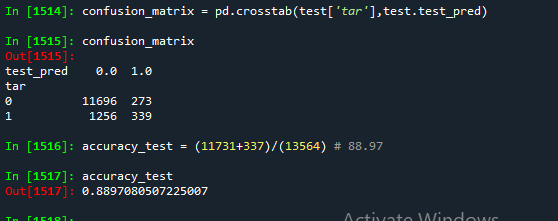 In [1514]: confusion_matrix = pd.crosstab(test['tar'],test.test_pred)
In [1515]: confusion_matrix
Out[1515]:
test_pred 0.0 1.0
tar
0 11696 273
1 1256 339
In [1516]: accuracy_test = (11731+337)/(13564) # 88.97
In [1517]: accuracy_test
Out[1517]: 0.8897080507225007
In [1518]:
Activate Windows